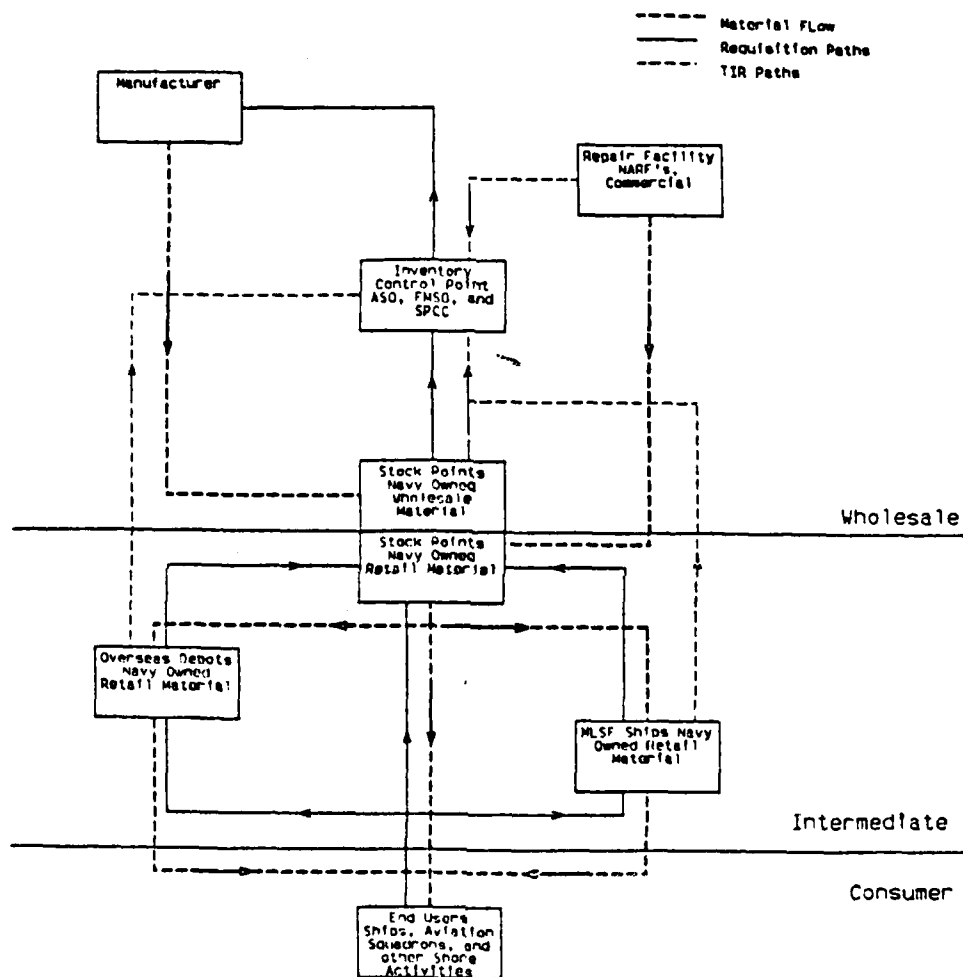 Material FLow
Requisition Paths
TIR Paths
Manufacturer
Repair Facility
NARF's,
Commercial
Inventory
Control Point
ASO, FMSO, and
SPCC
Stock Points
Navy Owned
Wholesale
Material
Wholesale
Stock Points
Navy Owned
Retail Material
Overseas Depots
Navy Owned
Retail Material
MLSF Ships Navy
Owned Retail
Material
Intermediate
Consumer
End Users
Ships, Aviation
Squadrons, and
other Shore
Activities